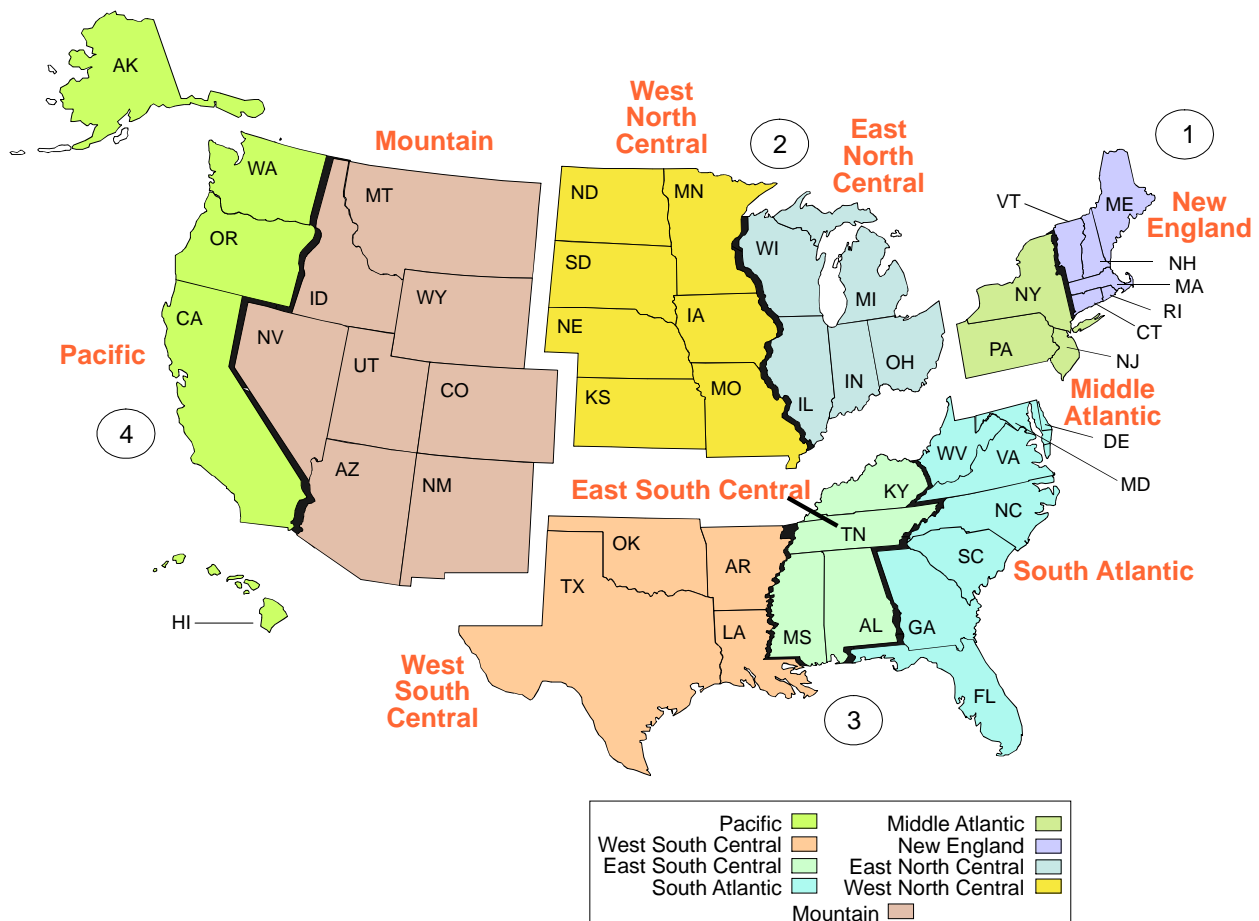 AK
West
North
Central
2
East
North
Central
1
Mountain
WA
MT
ND
MN
VT
ME
New
England
OR
SD
WI
NH
MA
ID
WY
MI
NY
RI
CA
NV
NE
IA
CT
Pacific
UT
PA
NJ
CO
KS
MO
IL
IN
OH
Middle
Atlantic
4
DE
AZ
NM
WV
VA
MD
East South Central
KY
NC
OK
TN
TX
AR
SC
South Atlantic
HI
LA
MS
AL
GA
West
South
Central
FL
3
Pacific
Middle Atlantic
West South Central
New England
East South Central
East North Central
South Atlantic
West North Central
Mountain